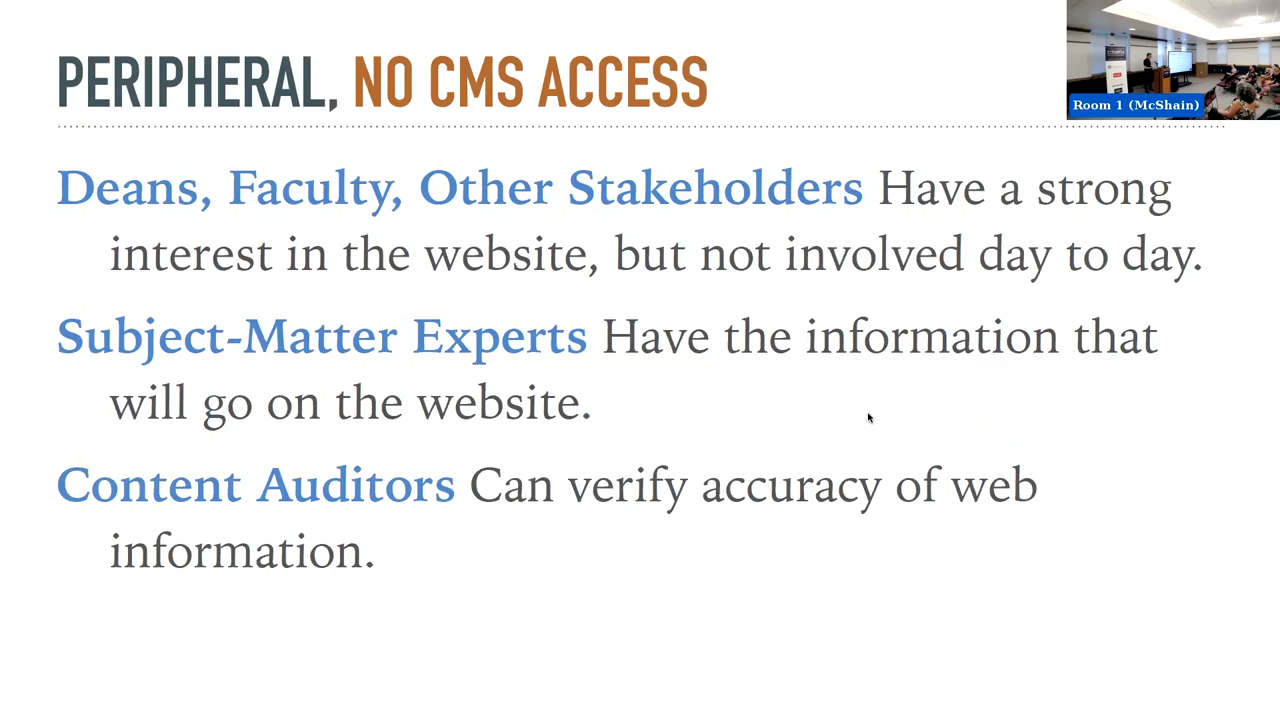 PERIPHERAL, NO CMS ACCESS
Room 1 (McShain)
Deans, Faculty, Other Stakeholders Have a strong
interest in the website, but not involved day to day.
Subject-Matter Experts Have the information that
will go on the website.
Content Auditors Can verify accuracy of web
information.